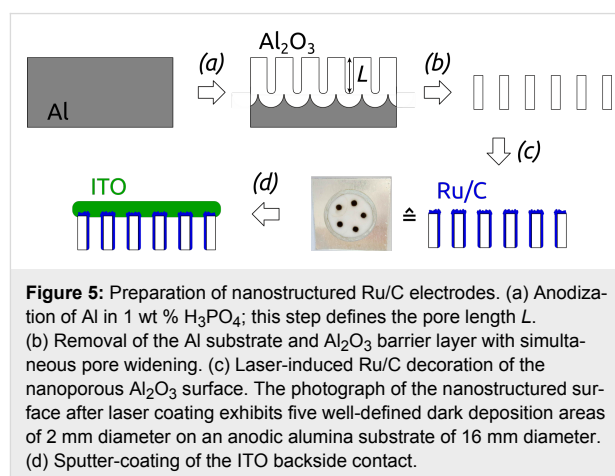 (a)
Al₂O₃
(b)
L
Al
(c)
(d)
ITO
Ru/C
≙
Figure 5: Preparation of nanostructured Ru/C electrodes. (a) Anodiza-
tion of Al in 1 wt % H₃PO₄; this step defines the pore length L.
(b) Removal of the Al substrate and Al₂O₃ barrier layer with simulta-
neous pore widening. (c) Laser-induced Ru/C decoration of the
nanoporous Al₂O₃ surface. The photograph of the nanostructured sur-
face after laser coating exhibits five well-defined dark deposition areas
of 2 mm diameter on an anodic alumina substrate of 16 mm diameter.
(d) Sputter-coating of the ITO backside contact.